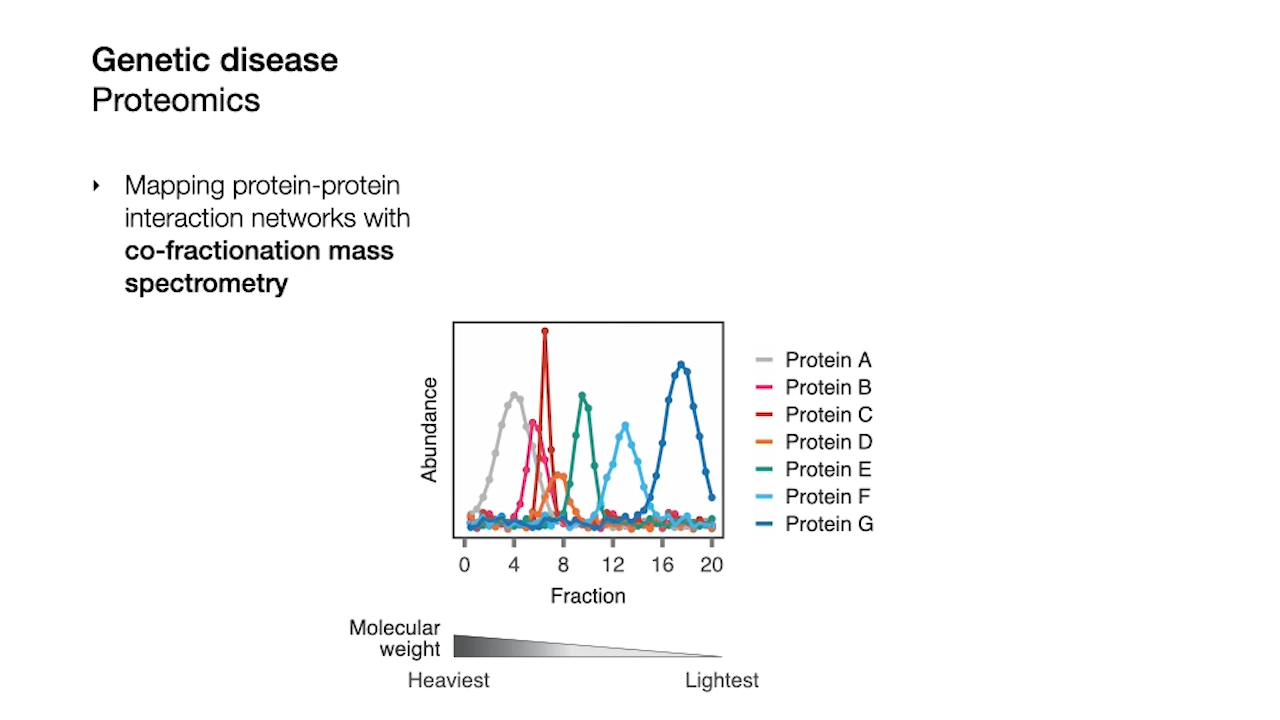 Genetic disease
Proteomics
Mapping protein-protein
interaction networks with
co-fractionation mass
spectrometry
Abundance
Protein A
Protein B
Protein C
Protein D
Protein E
Protein F
Protein G
0 4 8 12 16 20
Fraction
Molecular
weight
Heaviest Lightest